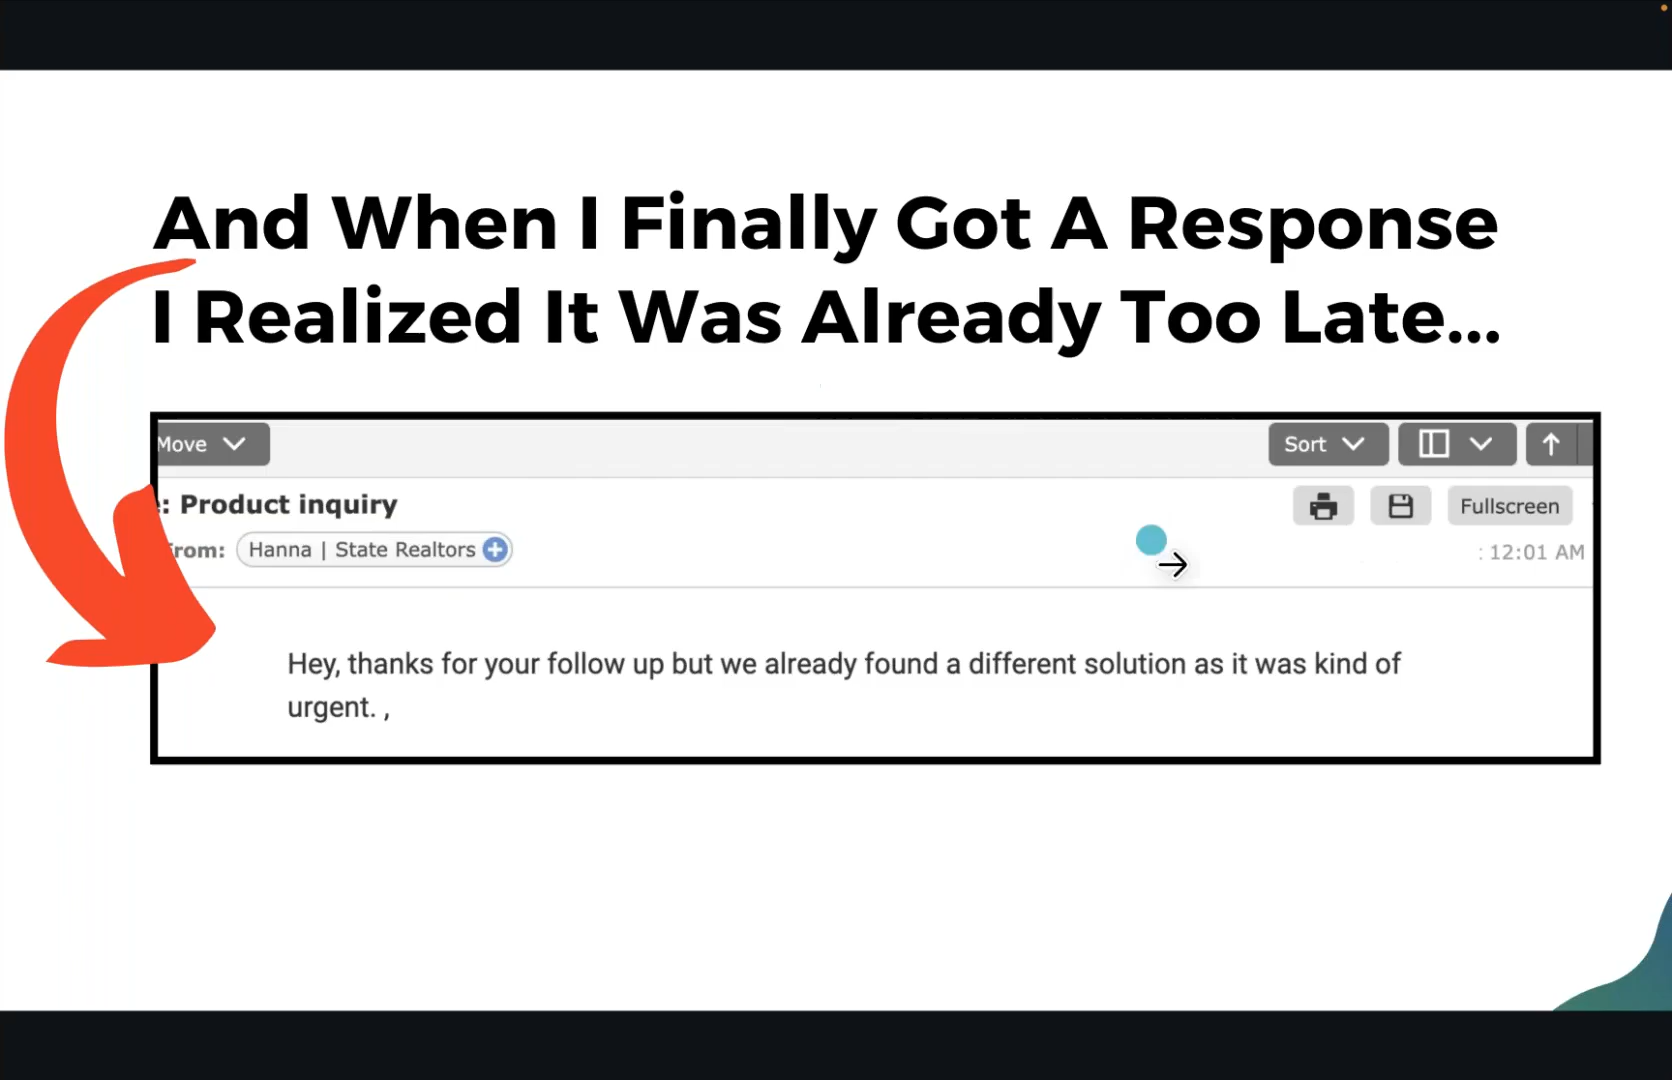 And When I Finally Got A Response
I Realized It Was Already Too Late...
Move
Sort
e: Product inquiry
Fullscreen
From: Hanna | State Realtors
: 12:01 AM
Hey, thanks for your follow up but we already found a different solution as it was kind of
urgent. ,